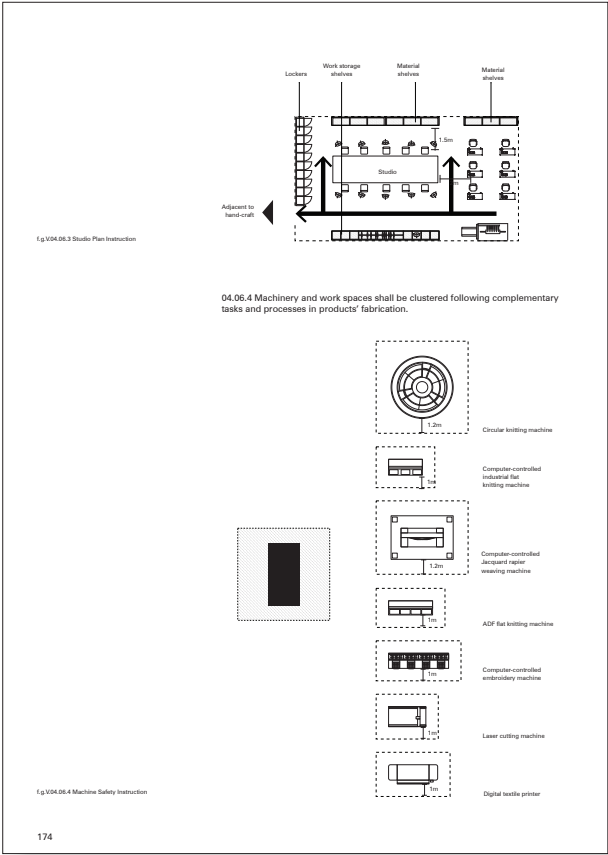 Lockers
Work storage
shelves
Material
shelves
Material
shelves
1.5m
Studio
m
Adjacent to
hand-craft
f.g.V.04.06.3 Studio Plan Instruction
04.06.4 Machinery and work spaces shall be clustered following complementary
tasks and processes in products’ fabrication.
1.2m
Circular knitting machine
1m
Computer-controlled
industrial flat
knitting machine
1.2m
Computer-controlled
Jacquard rapier
weaving machine
1m
ADF flat knitting machine
1m
Computer-controlled
embroidery machine
1m
Laser cutting machine
1m
Digital textile printer
f.g.V.04.06.4 Machine Safety Instruction
174